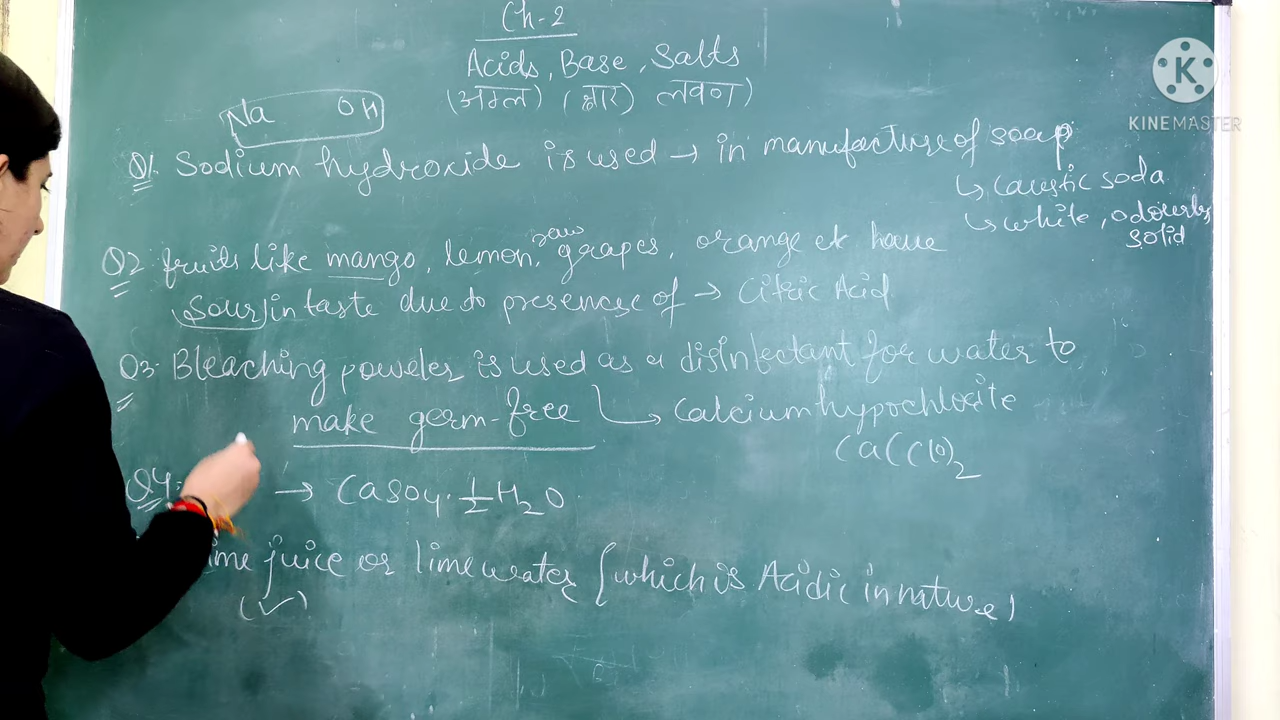 Ch-2
Acids, Base, Salts
(अम्ल) (क्षार) लवण)
Na OH
K
KINEMASTER
Q1. Sodium hydroxide is used → in manufacture of soap
↳ caustic soda
↳ white, odourless
solid
raw
Q2 fruits like mango, lemon, grapes, orange et have
(Sour) in taste due to presence of → Citric Acid
Q3. Bleaching powder is used as a disinfectant for water to
make germ-free → Calcium hypochlorite
Ca(ClO)2
Q4. → CaSO4.1/2 H2O
ime juice or lime water (which is Acidic in nature)
(✓)